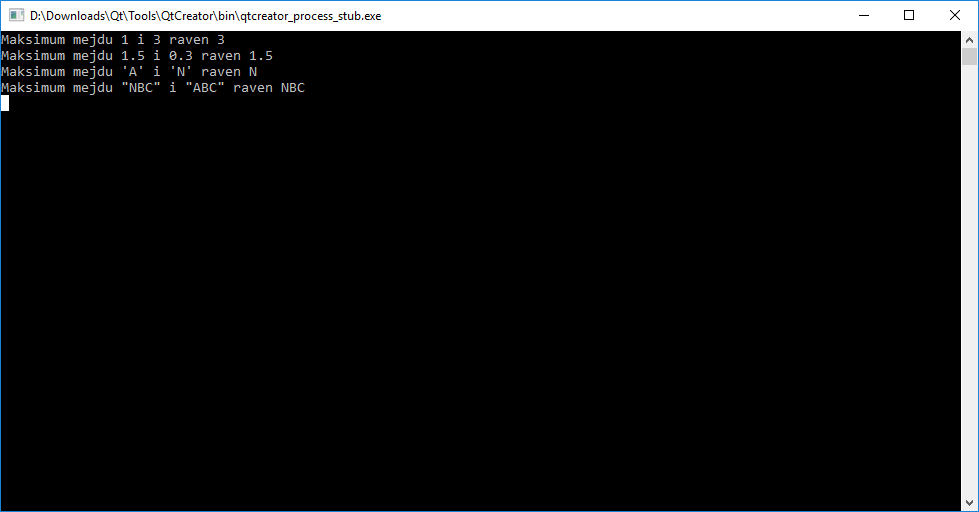 D:\Downloads\Qt\Tools\QtCreator\bin\qtcreator_process_stub.exe
Maksimum mejdu 1 i 3 raven 3
Maksimum mejdu 1.5 i 0.3 raven 1.5
Maksimum mejdu 'A' i 'N' raven N
Maksimum mejdu "NBC" i "ABC" raven NBC